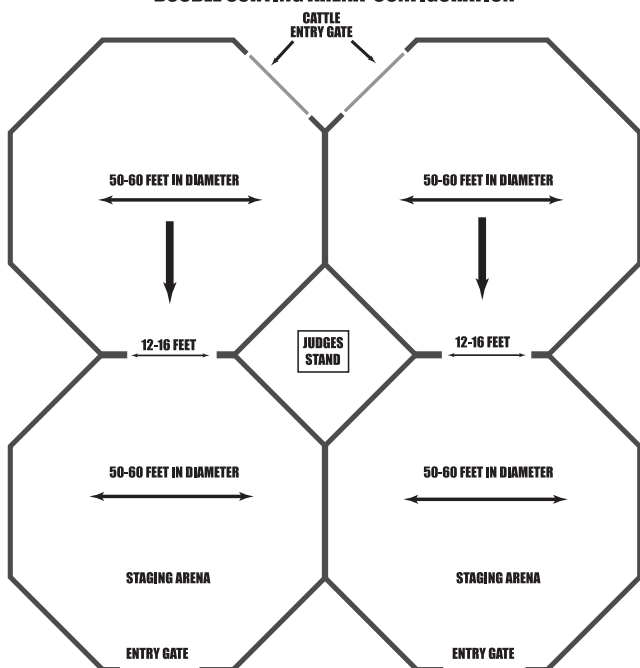 CATTLE
ENTRY GATE
50-60 FEET IN DIAMETER
50-60 FEET IN DIAMETER
12-16 FEET
JUDGES
STAND
12-16 FEET
50-60 FEET IN DIAMETER
50-60 FEET IN DIAMETER
STAGING ARENA
STAGING ARENA
ENTRY GATE
ENTRY GATE